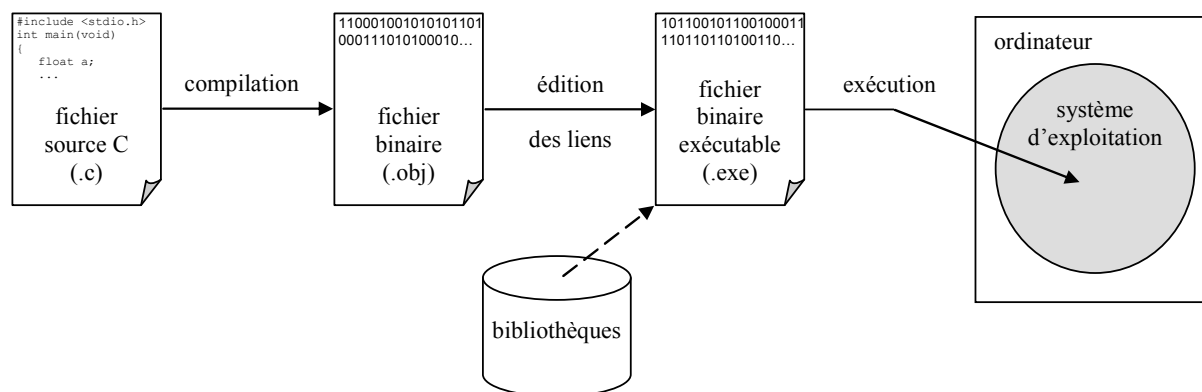 #include <stdio.h>
int main(void)
{
float a;
...
fichier
source C
(.c)
compilation
110001001010101101
000111010100010...
fichier
binaire
(.obj)
édition
des liens
101100101100100011
110110110100110...
fichier
binaire
exécutable
(.exe)
bibliothèques
exécution
ordinateur
système
d'exploitation